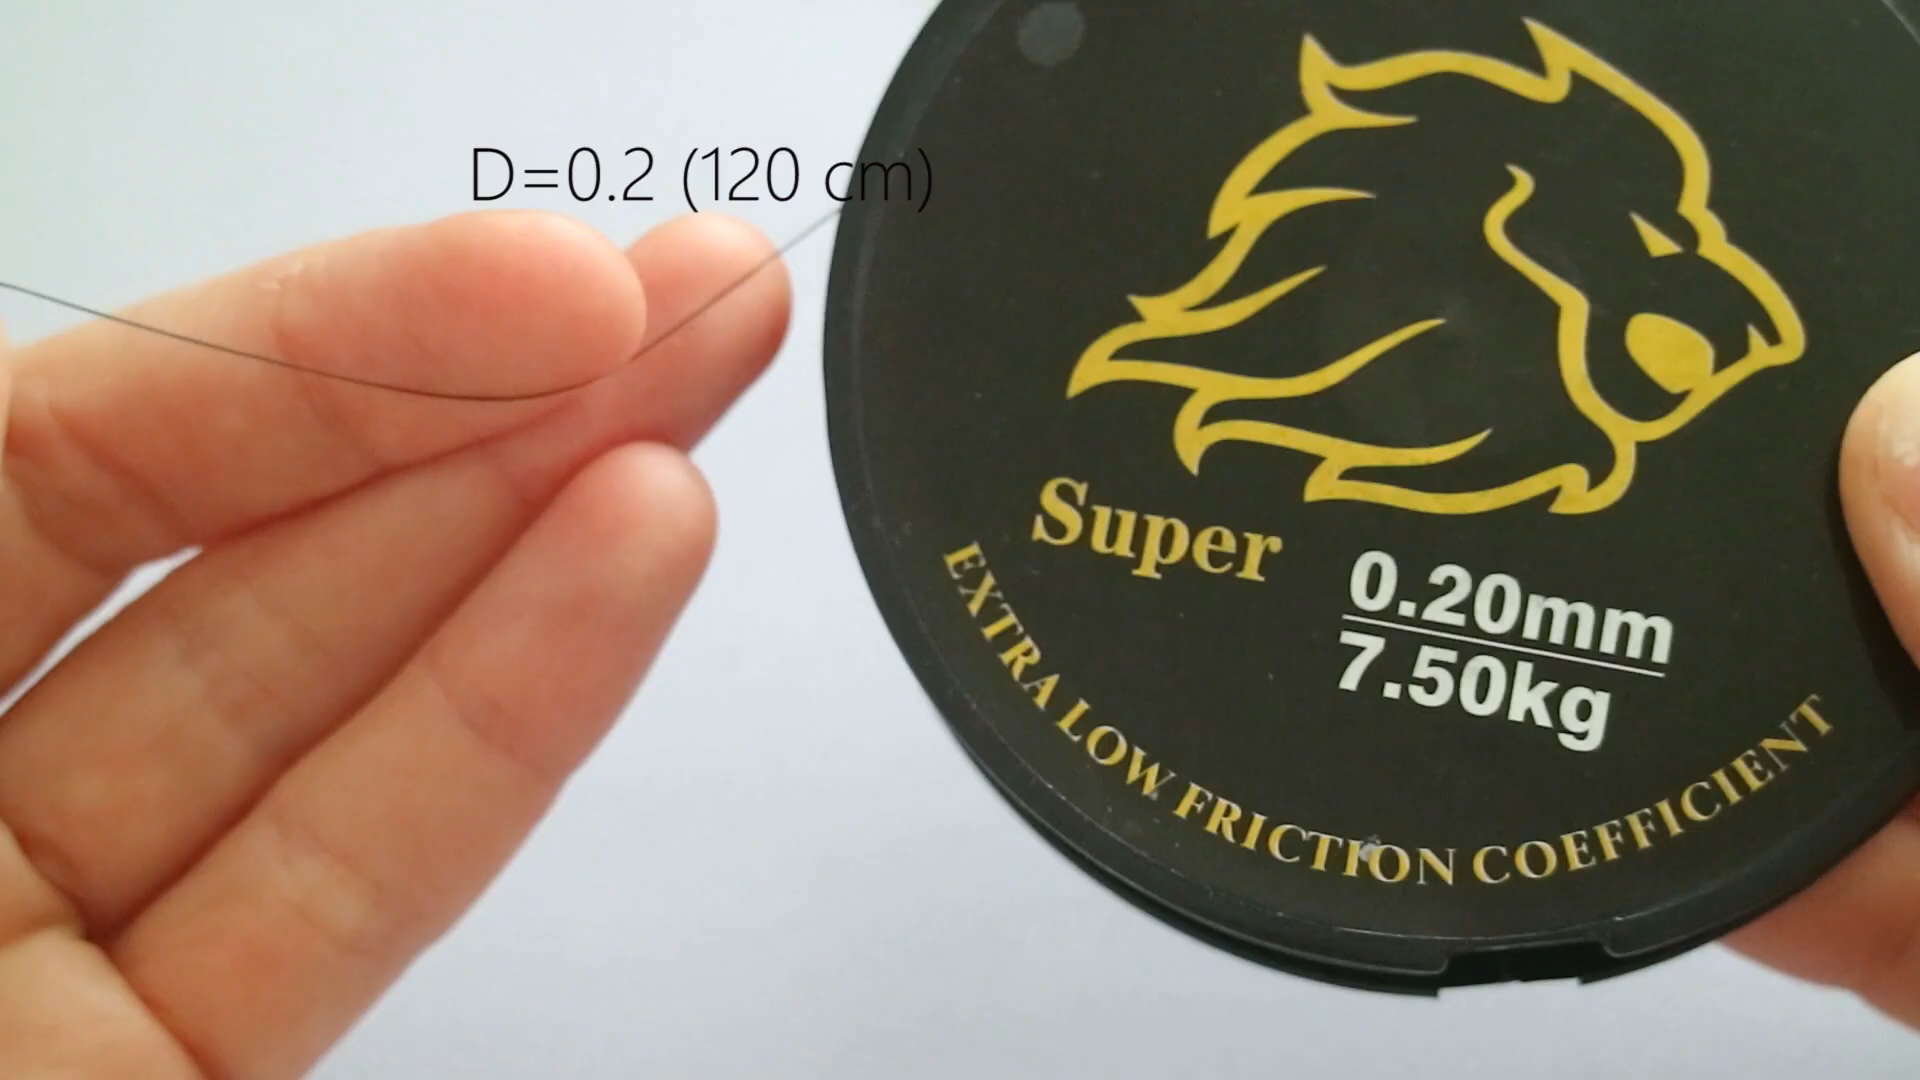 D=0.2 (120 cm)
Super
0.20mm
7.50kg
EXTRA LOW FRICTION COEFFICIENT